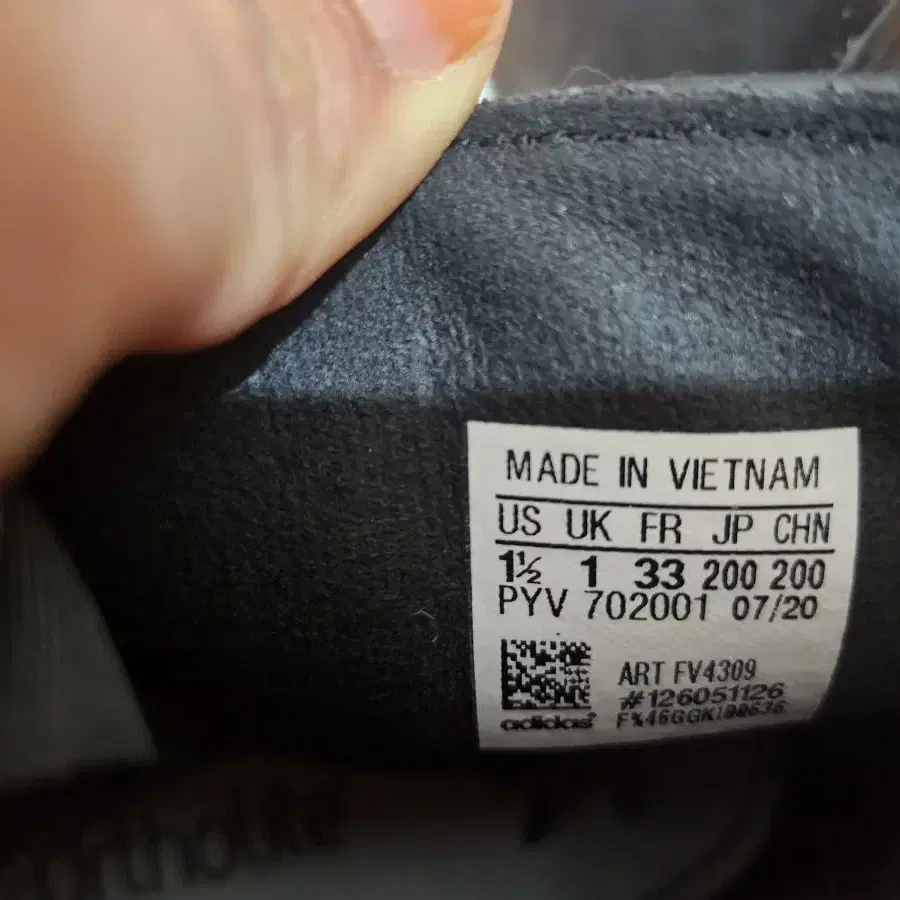 MADE IN VIETNAM
US UK FR JP CHN
1½ 1 33 200 200
PYV 702001 07/20
ART FV4309
#126051126
adidas
ortholite